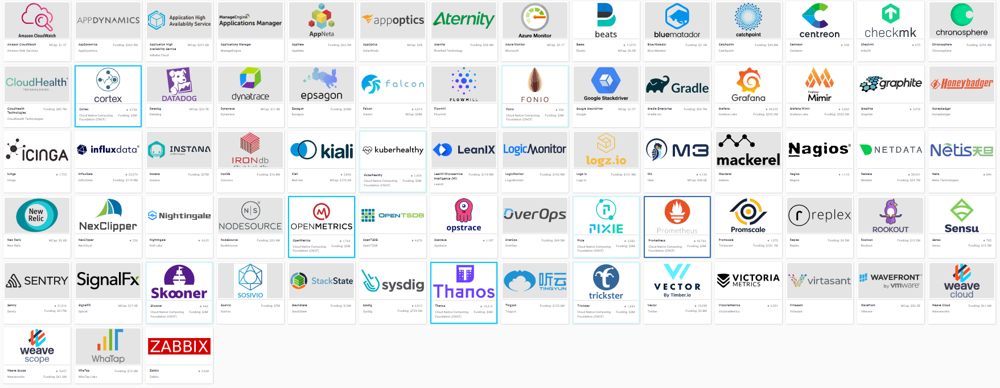 Amazon CloudWatch
Amazon CloudWatch MCap: $1.3T
Amazon Web Services
APPDYNAMICS
AppDynamics Funding: $364.5M
AppDynamics
Application High
Availability Service
Application High Availability Service MCap: $251.8B
Alibaba Cloud
ManageEngine
Applications Manager
Applications Manager
ManageEngine
AppNeta
AppNeta Funding: $63.2M
AppNeta
appoptics
AppOptics MCap: $2B
SolarWinds
Aternity
Aternity Funding: $28.4M
Riverbed Technology
Azure Monitor
Azure Monitor MCap: $2.1T
Microsoft
beats
Beats ★ 11,074
Elastic MCap: $6.9B
bluematador
Blue Matador Funding: $3.1M
Blue Matador
catchpoint
Catchpoint Funding: $49.8M
Catchpoint
centreon
Centreon ★ 548
Centreon
checkmk
Checkmk ★ 675
tribe29
chronosphere
Chronosphere Funding: $254.4M
Chronosphere
CloudHealth
TECHNOLOGIES
CloudHealth Technologies Funding: $85.7M
CloudHealth Technologies
cortex
Cortex ★ 4,738
Cloud Native Computing Foundation (CNCF) Funding: $3M
DATADOG
Datadog MCap: $34.7B
Datadog
dynatrace
Dynatrace MCap: $11.9B
Dynatrace
epsagon
Epsagon Funding: $30M
Epsagon
falcon
Falcon ★ 6,914
Xiaomi MCap: $38B
FLOWMILL
Flowmill
Flowmill
FONIO
Fonio ★ 356
Cloud Native Computing Foundation (CNCF) Funding: $3M
Google Stackdriver
Google Stackdriver MCap: $1.5T
Google
Gradle
Gradle Enterprise Funding: $54.7M
Gradle Inc.
Grafana
Grafana ★ 49,222
Grafana Labs Funding: $535.2M
Grafana
Mimir
Grafana Mimir ★ 2,060
Grafana Labs Funding: $535.2M
graphite
Graphite ★ 5,478
Graphite
Honeybadger
Honeybadger
Honeybadger
ICINGA
Icinga ★ 1,725
Icinga
influxdata
InfluxData ★ 23,574
InfluxData Funding: $119.9M
INSTANA
Instana Funding: $57M
Instana
IRONdb
IronDB Funding: $16.8M
Circonus
kiali
Kiali ★ 2,846
Red Hat MCap: $125.6B
kuberhealthy
Kuberhealthy ★ 1,454
Cloud Native Computing Foundation (CNCF) Funding: $3M
LeanIX
LeanIX Microservice Intelligence (MI) Funding: $119.9M
LeanIX
LogicMonitor
LogicMonitor Funding: $142.9M
LogicMonitor
logz.io
Logz.io Funding: $121.9M
Logz.io
M3
M3 ★ 4,134
Uber MCap: $48.6B
mackerel
Mackerel
Hatena
Nagios
Nagios ★ 1,110
Nagios
NETDATA
Netdata ★ 59,441
Netdata Funding: $34.7M
Netis天旦
Netis ★ 894
Netis Technologies
New Relic
New Relic MCap: $3.4B
New Relic
NexClipper
NexClipper ★ 556
NexCloud
Nightingale
Nightingale ★ 4,632
DiDi Labs
N|S
NODESOURCE
NodeSource Funding: $33.4M
NodeSource
OPENMETRICS
OpenMetrics ★ 1,764
Cloud Native Computing Foundation (CNCF) Funding: $3M
OPENTSDB
OpenTSDB ★ 4,676
OpenTSDB
opstrace
Opstrace ★ 1,187
Opstrace
OverOps
OverOps Funding: $49.5M
OverOps
PIXIE
Pixie ★ 3,383
Cloud Native Computing Foundation (CNCF) Funding: $3M
Prometheus
Prometheus ★ 42,764
Cloud Native Computing Foundation (CNCF) Funding: $3M
Promscale
Promscale ★ 1,070
Timescale Funding: $181.1M
replex
Replex Funding: $4.2M
Replex
ROOKOUT
Rookout Funding: $12.2M
Rookout
Sensu
Sensu ★ 785
Sensu Funding: $12.5M
SENTRY
Sentry ★ 31,016
Sentry Funding: $217M
SignalFx
SignalFX MCap: $17.4B
Splunk
Skooner
Skooner ★ 940
Cloud Native Computing Foundation (CNCF) Funding: $3M
SOSIVIO
Sosivio Funding: $7M
Sosivio
StackState
StackState Funding: $13M
StackState
sysdig
sysdig ★ 6,912
Sysdig Funding: $729.5M
Thanos
Thanos ★ 10,414
Cloud Native Computing Foundation (CNCF) Funding: $3M
听云
TINGYUN
Tingyun Funding: $125.6M
Tingyun
trickster
Trickster ★ 1,693
Cloud Native Computing Foundation (CNCF) Funding: $3M
VECTOR
By Timber.io
Vector ★ 10,299
Timber Funding: $5.8M
VICTORIA
METRICS
VictoriaMetrics ★ 6,501
VictoriaMetrics
virtasant
Virtasant
Virtasant
WAVEFRONT
by vmware
Wavefront MCap: $56.5B
VMware
weave
cloud
Weave Cloud Funding: $61.6M
Weaveworks
weave
scope
Weave Scope ★ 5,427
Weaveworks Funding: $61.6M
WhaTap
WhaTap Funding: $15.3M
WhaTap Labs
ZABBIX
Zabbix ★ 2,268
Zabbix